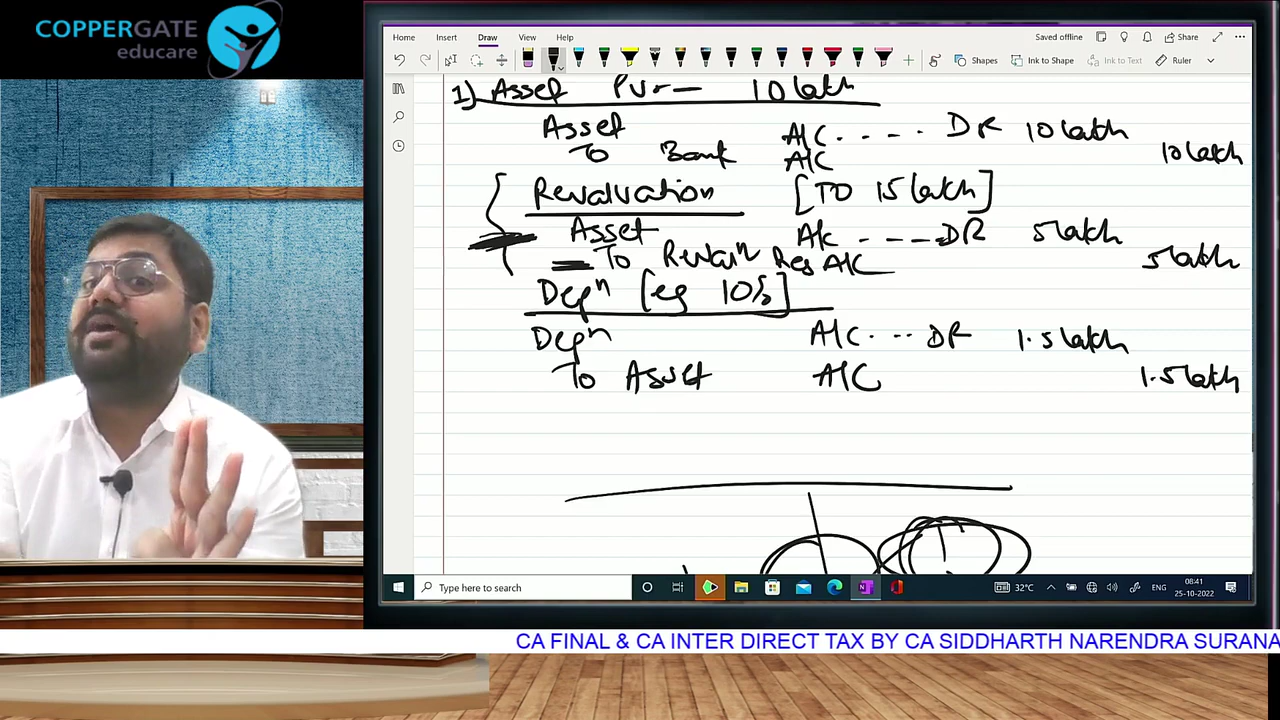 COPPERGATE
educare
Home Insert Draw View Help
Saved offline
Share
Shapes Ink to Shape Ink to Text Ruler
1) Asset Pur— 10 lakh
Asset A/C .... DR 10 lakh
To Bank A/C 10 lakh
Revaluation [TO 15 lakh]
Asset A/c ---- DR 5 lakh
To Revaln Res A/C 5 lakh
Depn [eg 10%]
Depn A/C ... DR 1.5 lakh
To Asset A/C 1.5 lakh
Type here to search
32°C
ENG
08:41
25-10-2022
CA FINAL & CA INTER DIRECT TAX BY CA SIDDHARTH NARENDRA SURANA